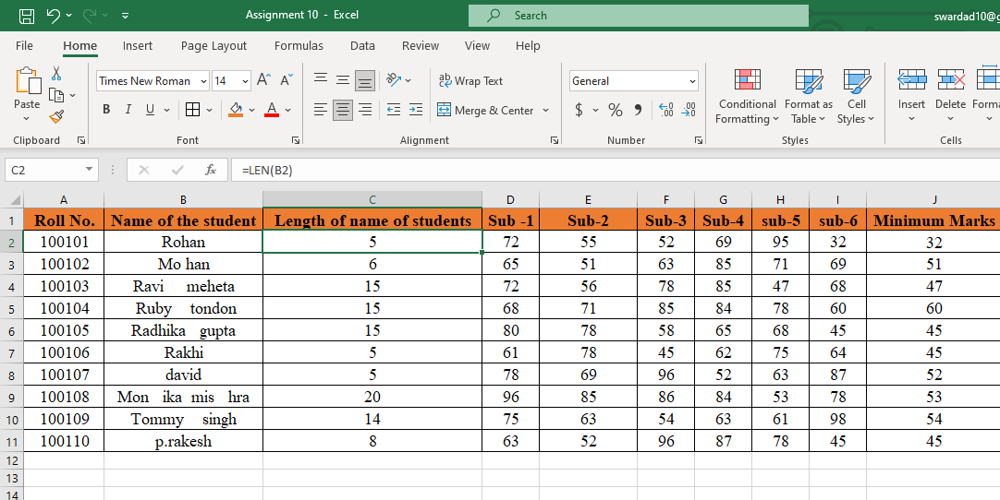 Assignment 10 - Excel
Search
swardad10@g
File Home Insert Page Layout Formulas Data Review View Help
Paste
Times New Roman 14 A^ A˅
B I U A
Clipboard Font
ab Wrap Text
Merge & Center
Alignment
General
$ % , .00 .00
Number
Conditional Formatting Format as Table Cell Styles
Styles
Insert Delete Forma
Cells
C2 fx =LEN(B2)
A B C D E F G H I J
1 Roll No. Name of the student Length of name of students Sub -1 Sub-2 Sub-3 Sub-4 sub-5 sub-6 Minimum Marks
2 100101 Rohan 5 72 55 52 69 95 32 32
3 100102 Mo han 6 65 51 63 85 71 69 51
4 100103 Ravi meheta 15 72 56 78 85 47 68 47
5 100104 Ruby tondon 15 68 71 85 84 78 60 60
6 100105 Radhika gupta 15 80 78 58 65 68 45 45
7 100106 Rakhi 5 61 78 45 62 75 64 45
8 100107 david 5 78 69 96 52 63 87 52
9 100108 Mon ika mis hra 20 96 85 86 84 53 78 53
10 100109 Tommy singh 14 75 63 54 63 61 98 54
11 100110 p.rakesh 8 63 52 96 87 78 45 45
12
13
14